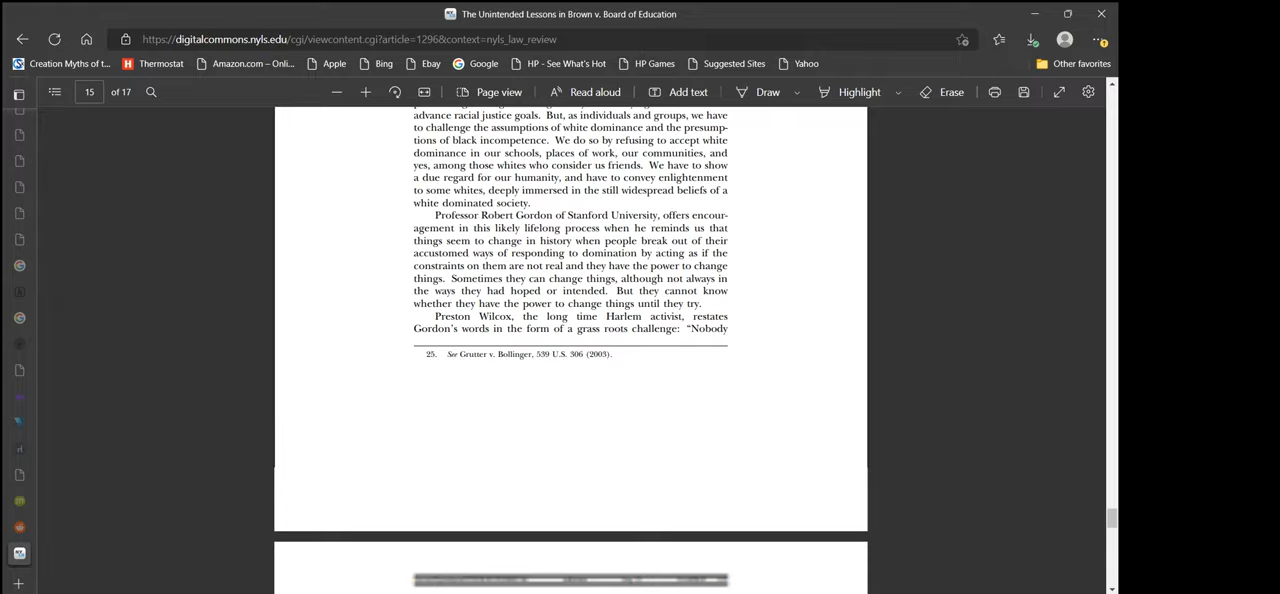 The Unintended Lessons in Brown v. Board of Education
https://digitalcommons.nyls.edu/cgi/viewcontent.cgi?article=1296&context=nyls_law_review
Creation Myths of t... Thermostat Amazon.com – Onli... Apple Bing Ebay Google HP - See What's Hot HP Games Suggested Sites Yahoo Other favorites
15 of 17 Page view Read aloud Add text Draw Highlight Erase
advance racial justice goals. But, as individuals and groups, we have
to challenge the assumptions of white dominance and the presump-
tions of black incompetence. We do so by refusing to accept white
dominance in our schools, places of work, our communities, and
yes, among those whites who consider us friends. We have to show
a due regard for our humanity, and have to convey enlightenment
to some whites, deeply immersed in the still widespread beliefs of a
white dominated society.
Professor Robert Gordon of Stanford University, offers encour-
agement in this likely lifelong process when he reminds us that
things seem to change in history when people break out of their
accustomed ways of responding to domination by acting as if the
constraints on them are not real and they have the power to change
things. Sometimes they can change things, although not always in
the ways they had hoped or intended. But they cannot know
whether they have the power to change things until they try.
Preston Wilcox, the long time Harlem activist, restates
Gordon's words in the form of a grass roots challenge: "Nobody
25. See Grutter v. Bollinger, 539 U.S. 306 (2003).